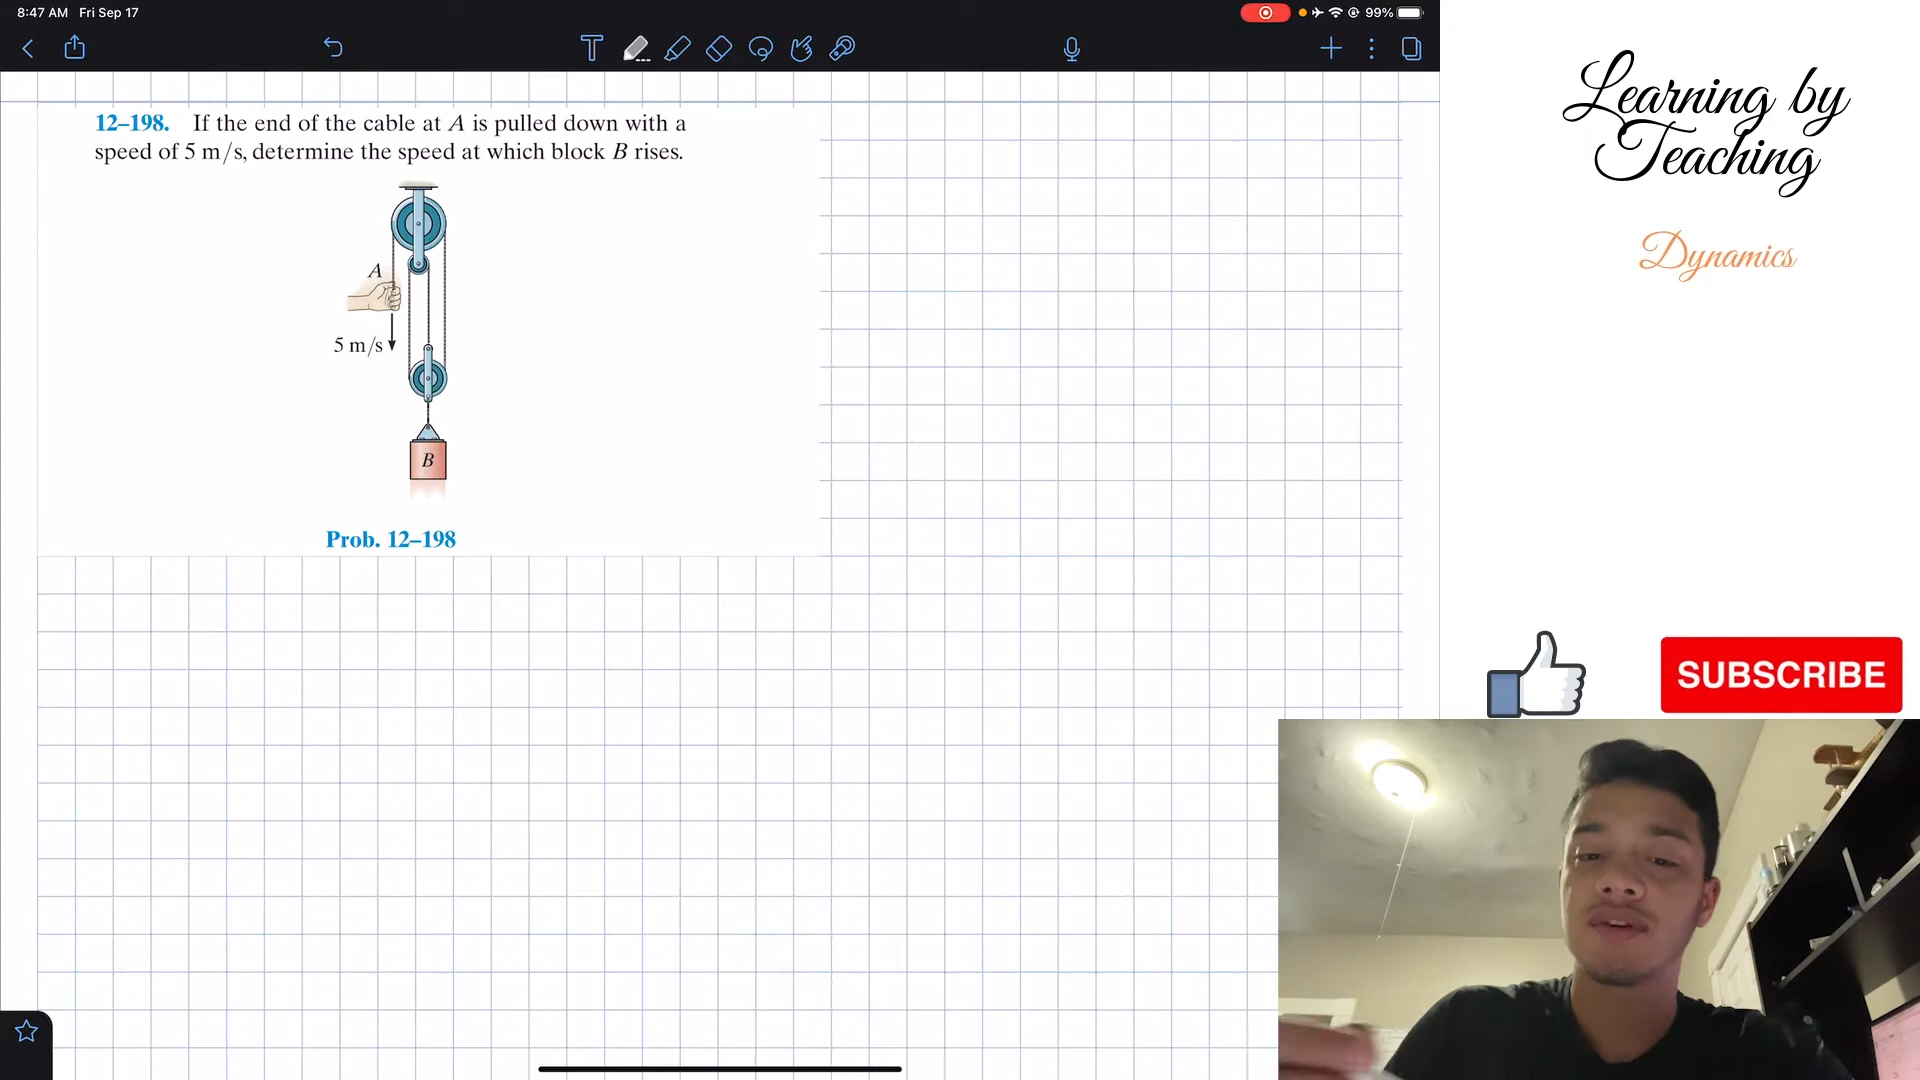 8:47 AM Fri Sep 17
99%
12–198. If the end of the cable at A is pulled down with a
speed of 5 m/s, determine the speed at which block B rises.
A
5 m/s
B
Prob. 12–198
Learning by
Teaching
Dynamics
SUBSCRIBE